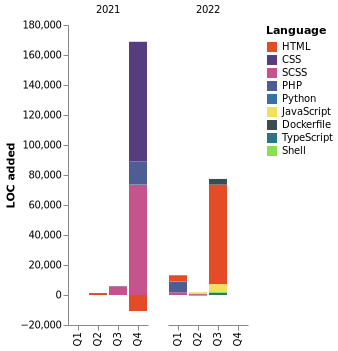 2021
2022
LOC added
180,000
160,000
140,000
120,000
100,000
80,000
60,000
40,000
20,000
0
−20,000
Q1
Q2
Q3
Q4
Q1
Q2
Q3
Q4
Language
HTML
CSS
SCSS
PHP
Python
JavaScript
Dockerfile
TypeScript
Shell